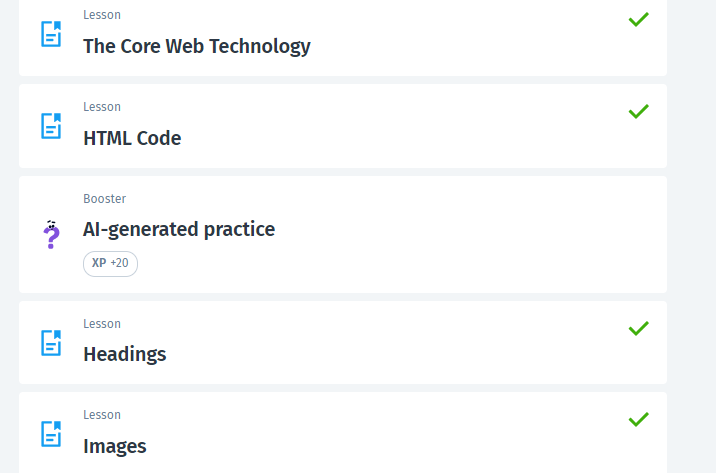 Lesson
The Core Web Technology
Lesson
HTML Code
Booster
AI-generated practice
XP +20
Lesson
Headings
Lesson
Images